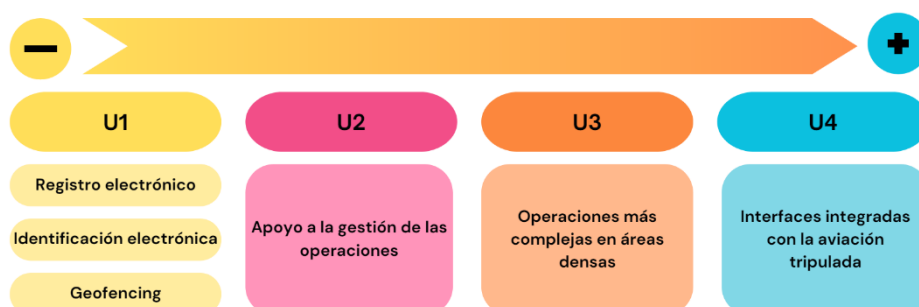 U1
U2
U3
U4
Registro electrónico
Identificación electrónica
Geofencing
Apoyo a la gestión de las
operaciones
Operaciones más
complejas en áreas
densas
Interfaces integradas
con la aviación
tripulada